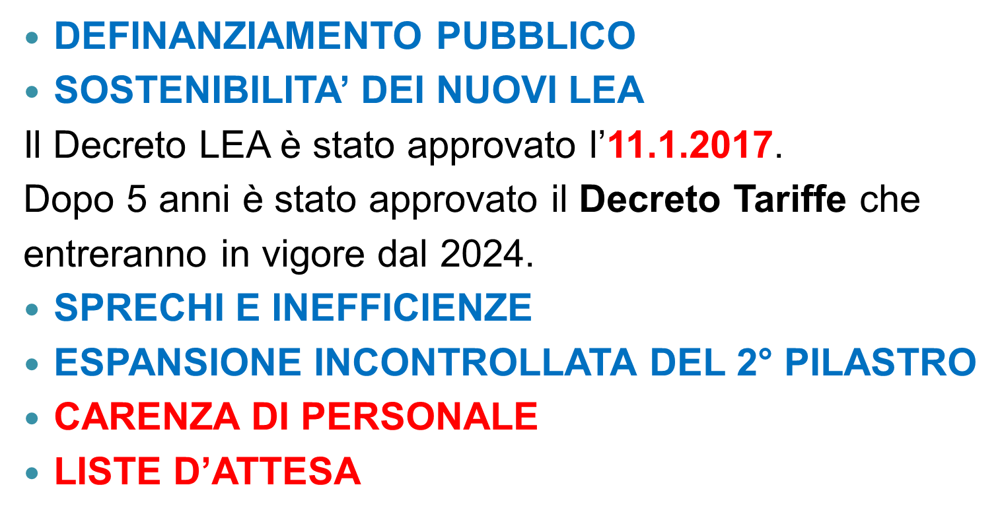 • DEFINANZIAMENTO PUBBLICO
• SOSTENIBILITA’ DEI NUOVI LEA
Il Decreto LEA è stato approvato l’11.1.2017.
Dopo 5 anni è stato approvato il Decreto Tariffe che
entreranno in vigore dal 2024.
• SPRECHI E INEFFICIENZE
• ESPANSIONE INCONTROLLATA DEL 2° PILASTRO
• CARENZA DI PERSONALE
• LISTE D’ATTESA